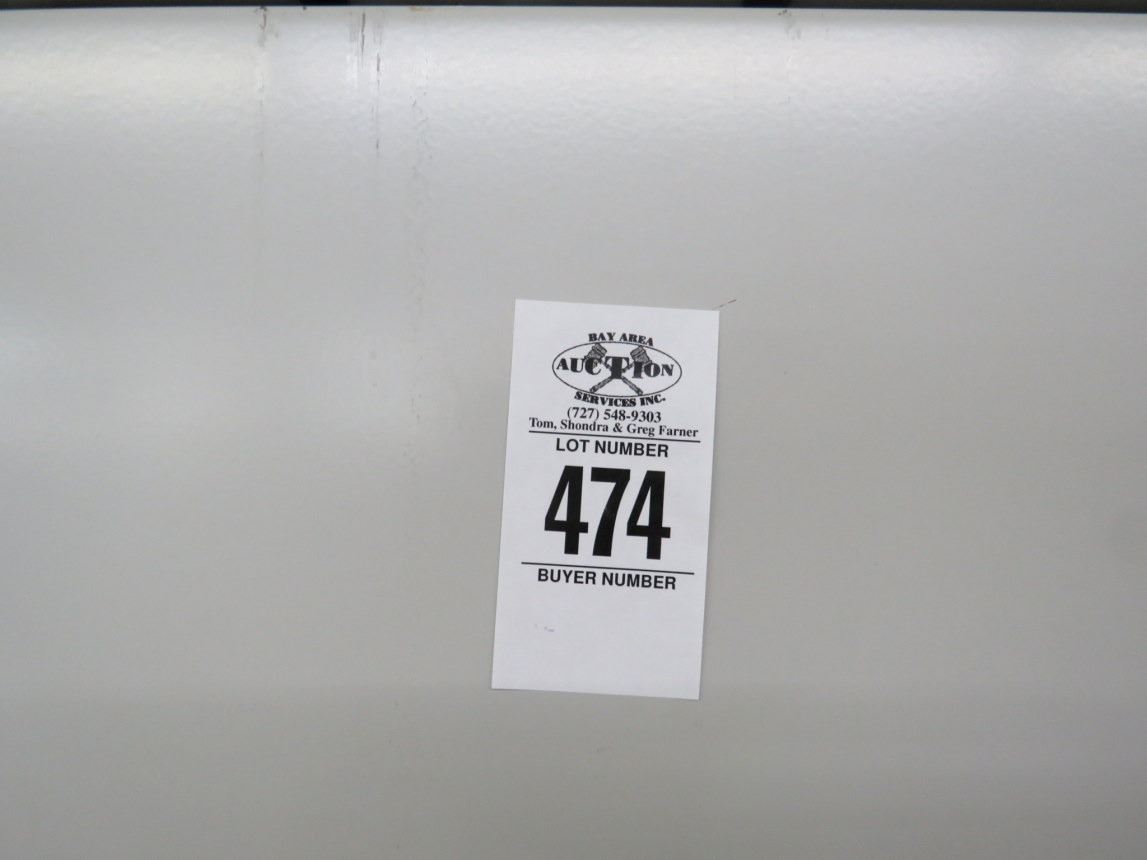 BAY AREA
AUCTION
SERVICES INC.
(727) 548-9303
Tom, Shondra & Greg Farner
LOT NUMBER
474
BUYER NUMBER